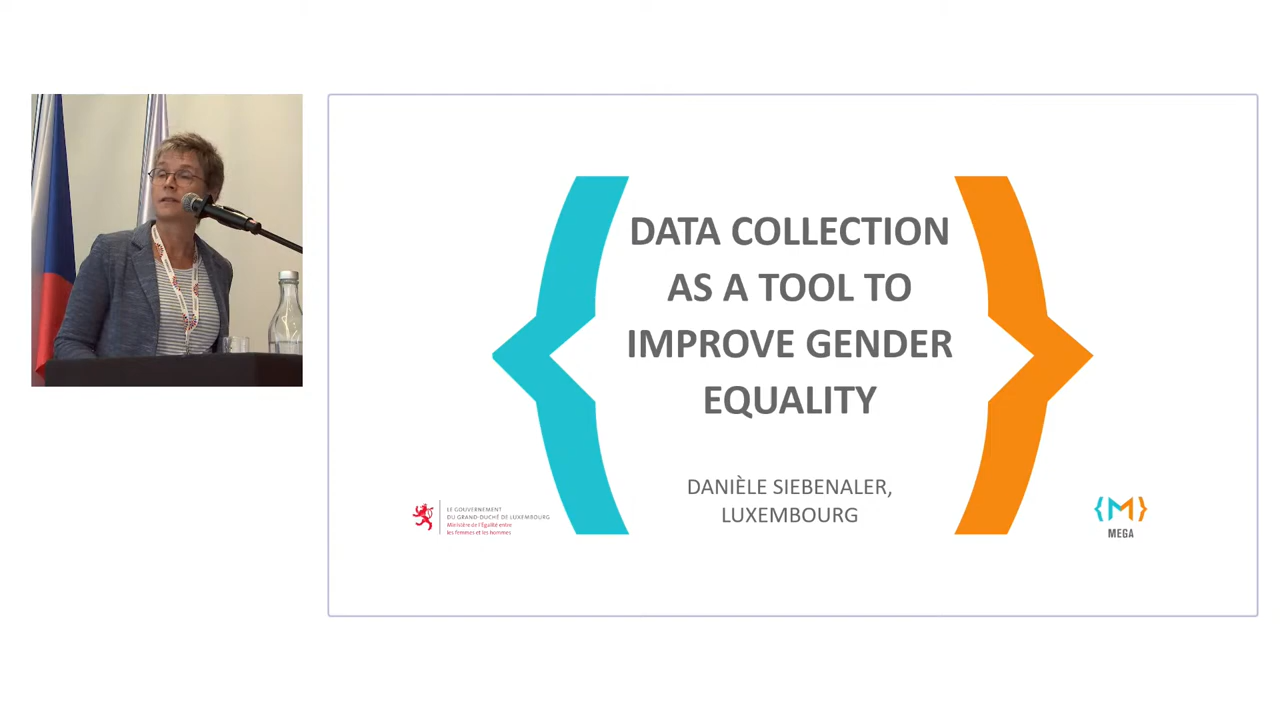 DATA COLLECTION
AS A TOOL TO
IMPROVE GENDER
EQUALITY
DANIÈLE SIEBENALER,
LUXEMBOURG
LE GOUVERNEMENT
DU GRAND-DUCHÉ DE LUXEMBOURG
Ministère de l'Égalité entre
les femmes et les hommes
{M}
MEGA